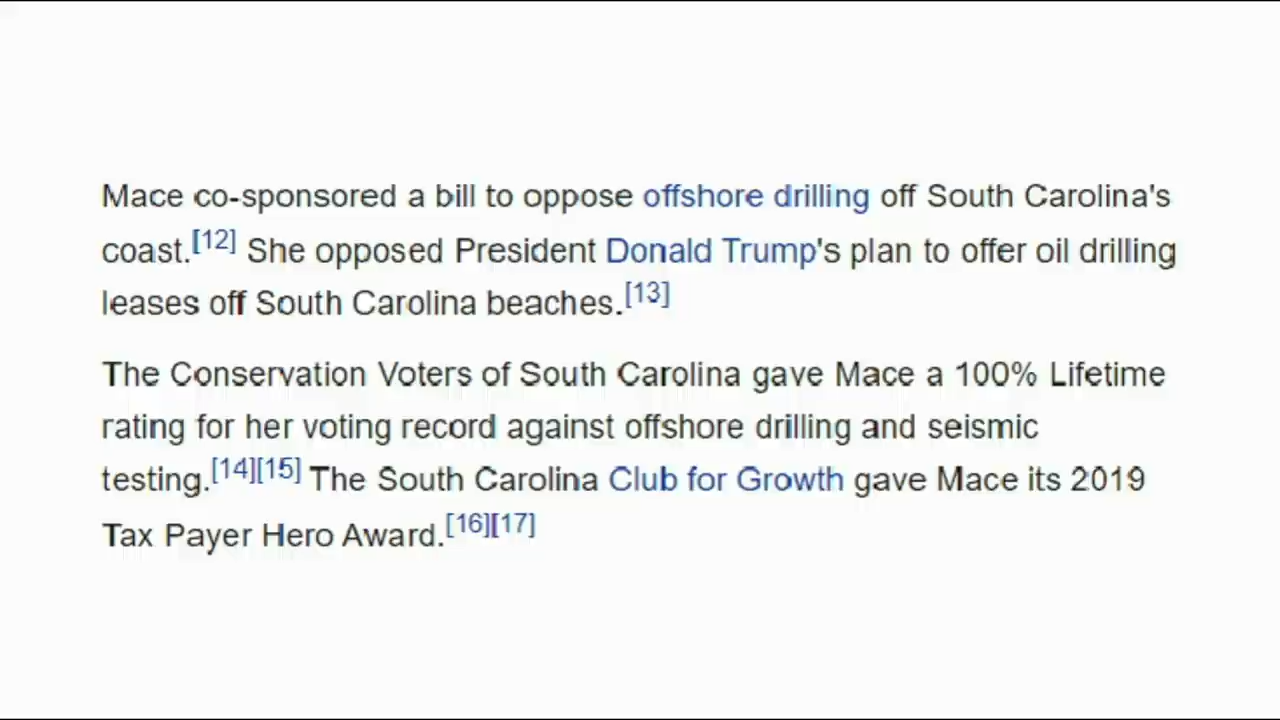 Mace co-sponsored a bill to oppose offshore drilling off South Carolina's
coast.[12] She opposed President Donald Trump's plan to offer oil drilling
leases off South Carolina beaches.[13]
The Conservation Voters of South Carolina gave Mace a 100% Lifetime
rating for her voting record against offshore drilling and seismic
testing.[14][15] The South Carolina Club for Growth gave Mace its 2019
Tax Payer Hero Award.[16][17]